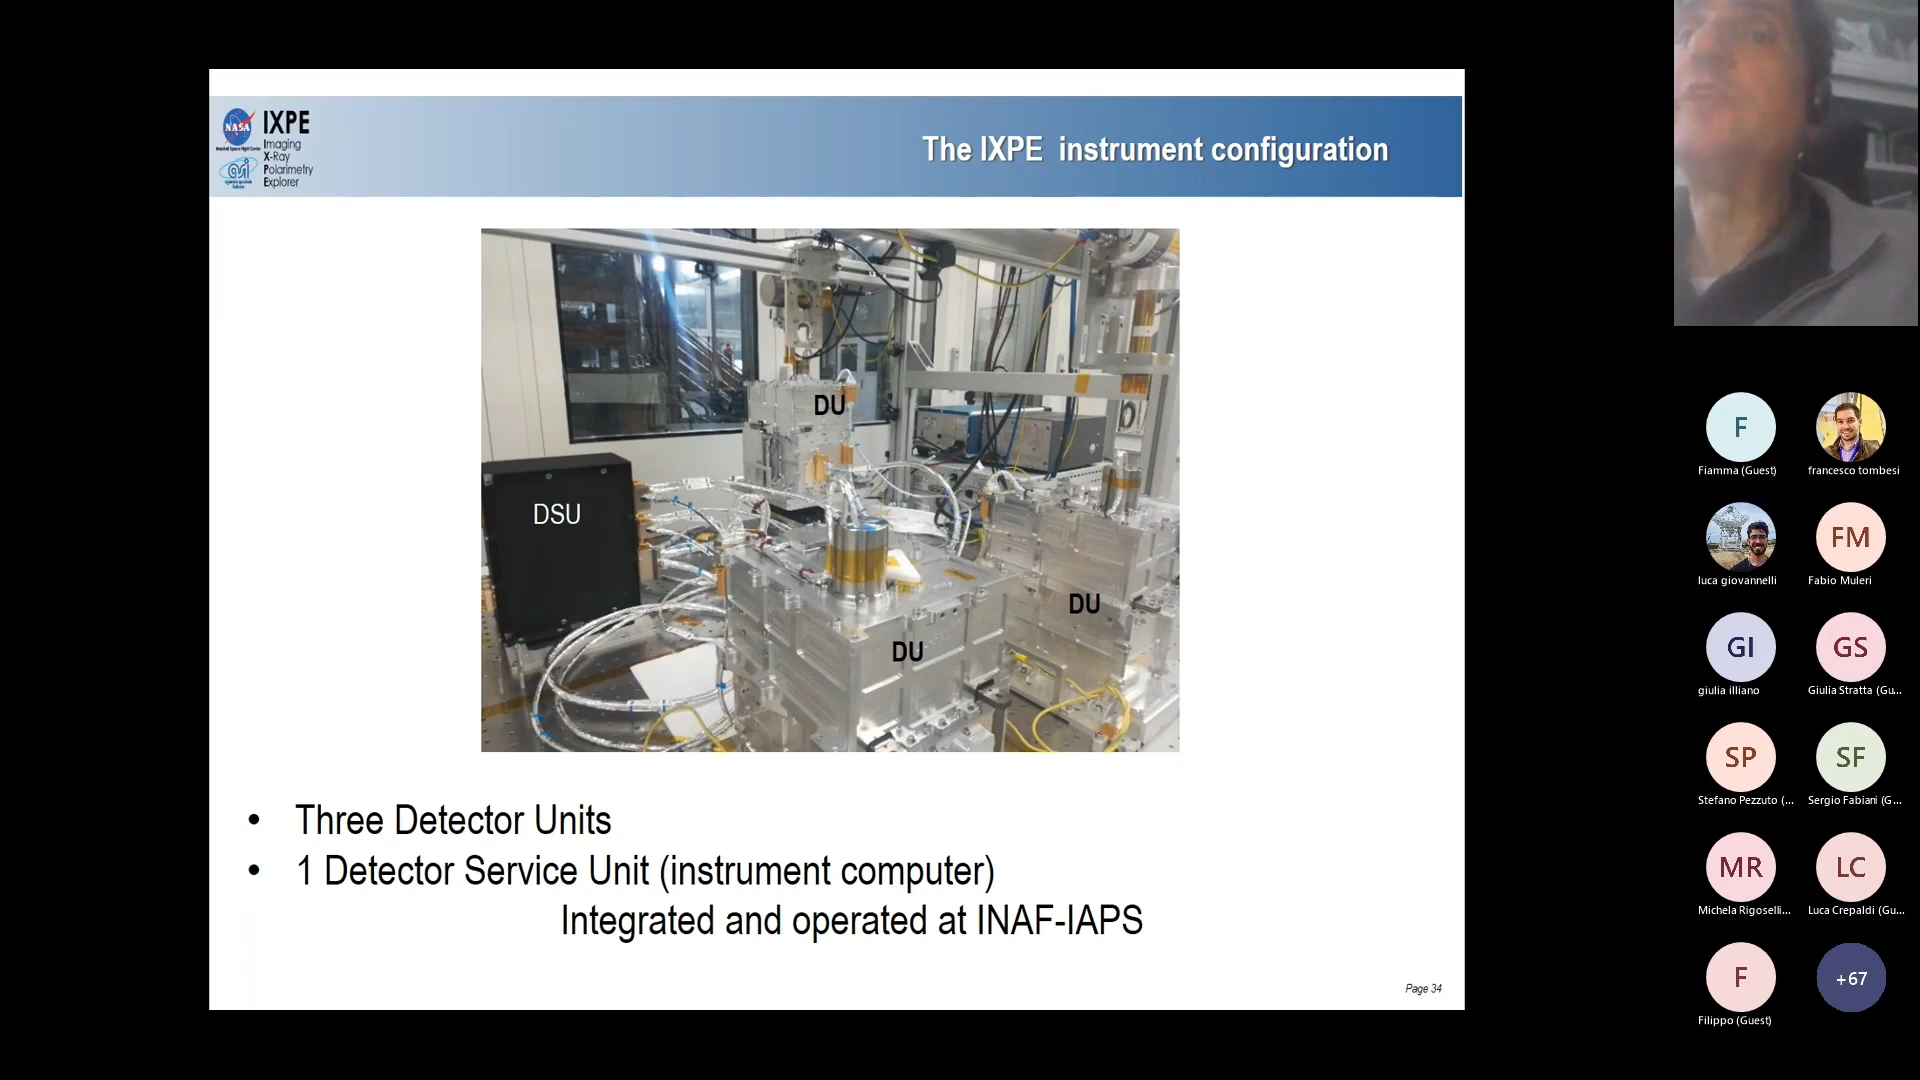 NASA
IXPE
Imaging
X-Ray
Polarimetry
Explorer
asi
The IXPE instrument configuration
DU
DSU
DU
DU
• Three Detector Units
• 1 Detector Service Unit (instrument computer)
Integrated and operated at INAF-IAPS
Page 34
F
Fiamma (Guest)
francesco tombesi
luca giovannelli
FM
Fabio Muleri
GI
giulia illiano
GS
Giulia Stratta (Gu...
SP
Stefano Pezzuto (...
SF
Sergio Fabiani (G...
MR
Michela Rigoselli...
LC
Luca Crepaldi (Gu...
F
Filippo (Guest)
+67